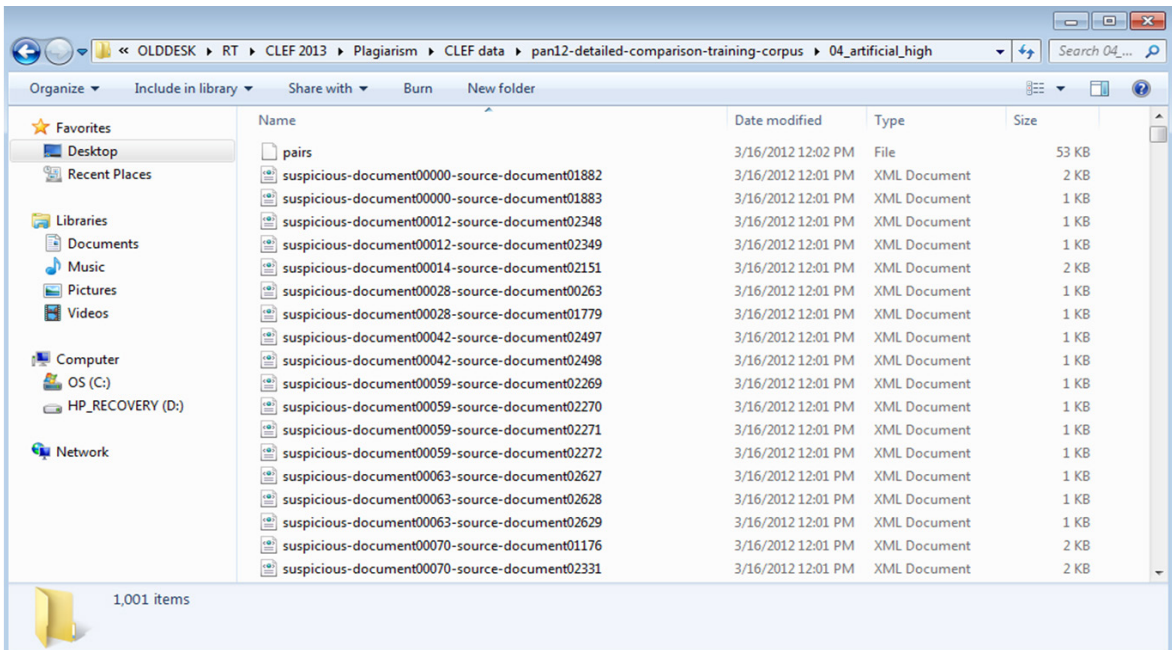 « OLDDESK ▸ RT ▸ CLEF 2013 ▸ Plagiarism ▸ CLEF data ▸ pan12-detailed-comparison-training-corpus ▸ 04_artificial_high Search 04_...
Organize Include in library Share with Burn New folder
Favorites
Desktop
Recent Places
Libraries
Documents
Music
Pictures
Videos
Computer
OS (C:)
HP_RECOVERY (D:)
Network
Name Date modified Type Size
pairs 3/16/2012 12:02 PM File 53 KB
suspicious-document00000-source-document01882 3/16/2012 12:01 PM XML Document 2 KB
suspicious-document00000-source-document01883 3/16/2012 12:01 PM XML Document 1 KB
suspicious-document00012-source-document02348 3/16/2012 12:01 PM XML Document 1 KB
suspicious-document00012-source-document02349 3/16/2012 12:01 PM XML Document 1 KB
suspicious-document00014-source-document02151 3/16/2012 12:01 PM XML Document 2 KB
suspicious-document00028-source-document00263 3/16/2012 12:01 PM XML Document 1 KB
suspicious-document00028-source-document01779 3/16/2012 12:01 PM XML Document 1 KB
suspicious-document00042-source-document02497 3/16/2012 12:01 PM XML Document 1 KB
suspicious-document00042-source-document02498 3/16/2012 12:01 PM XML Document 1 KB
suspicious-document00059-source-document02269 3/16/2012 12:01 PM XML Document 1 KB
suspicious-document00059-source-document02270 3/16/2012 12:01 PM XML Document 1 KB
suspicious-document00059-source-document02271 3/16/2012 12:01 PM XML Document 1 KB
suspicious-document00059-source-document02272 3/16/2012 12:01 PM XML Document 1 KB
suspicious-document00063-source-document02627 3/16/2012 12:01 PM XML Document 1 KB
suspicious-document00063-source-document02628 3/16/2012 12:01 PM XML Document 1 KB
suspicious-document00063-source-document02629 3/16/2012 12:01 PM XML Document 1 KB
suspicious-document00070-source-document01176 3/16/2012 12:01 PM XML Document 2 KB
suspicious-document00070-source-document02331 3/16/2012 12:01 PM XML Document 2 KB
1,001 items